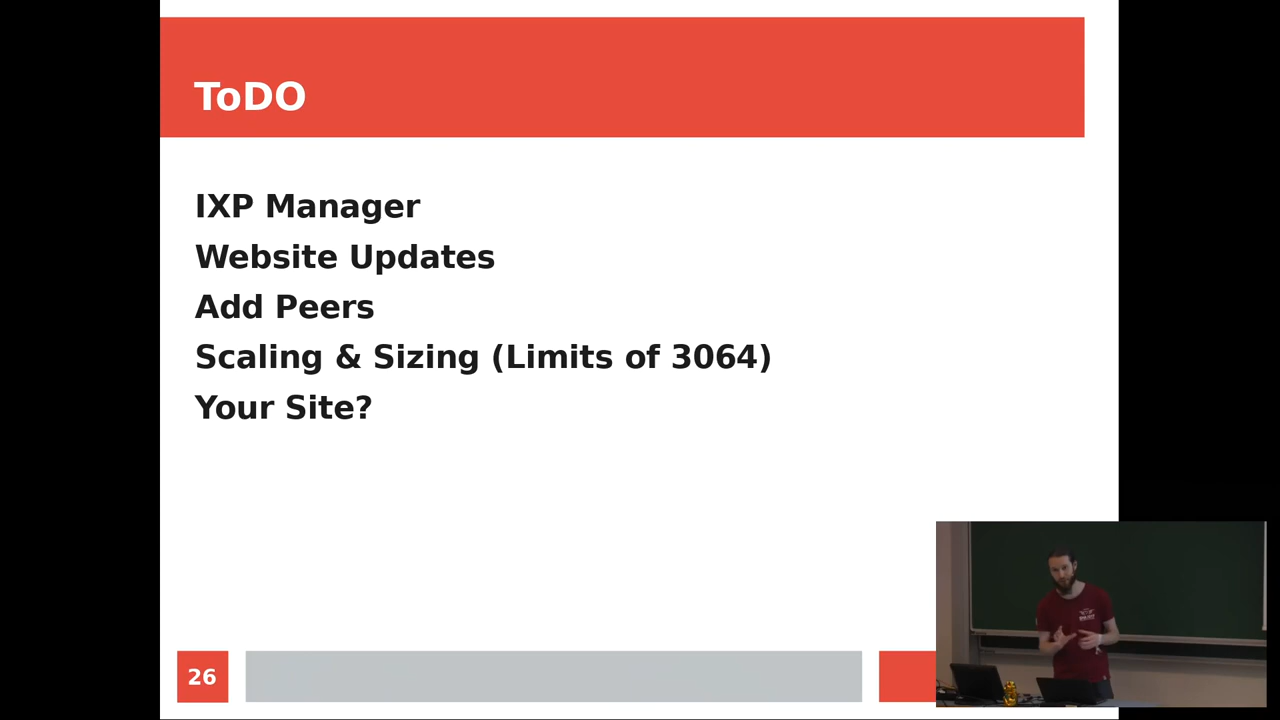 ToDO
IXP Manager
Website Updates
Add Peers
Scaling & Sizing (Limits of 3064)
Your Site?
26